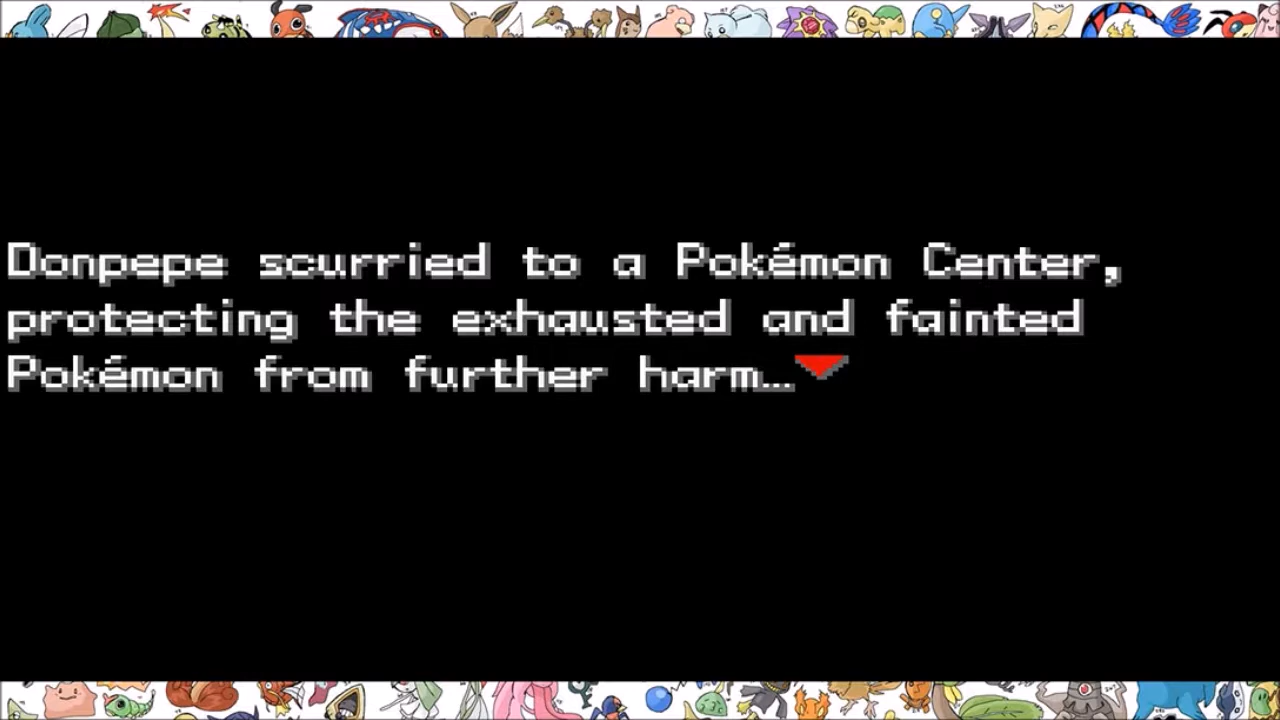 Donpepe scurried to a Pokémon Center,
protecting the exhausted and fainted
Pokémon from further harm…